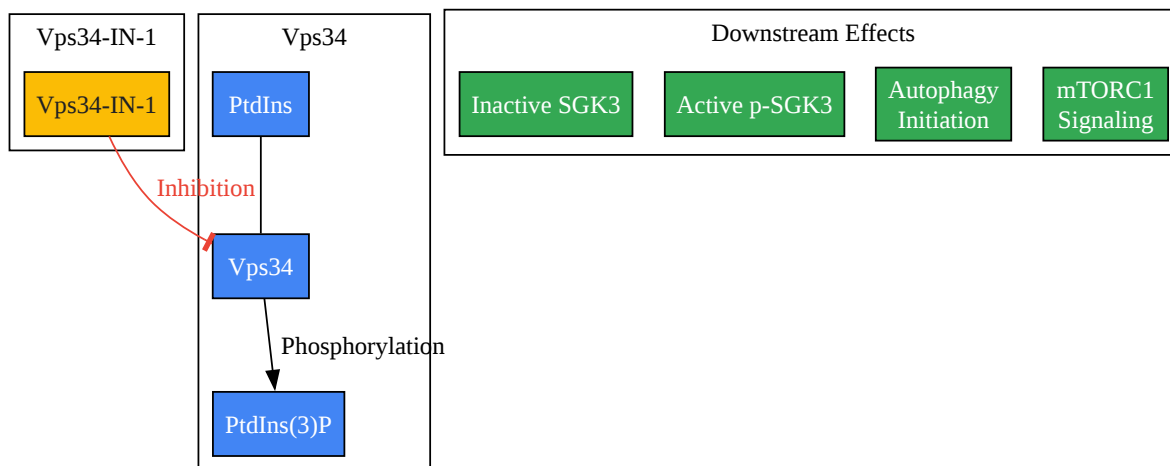 Vps34-IN-1
Vps34-IN-1
Inhibition
Vps34
PtdIns
Vps34
Phosphorylation
PtdIns(3)P
Downstream Effects
Inactive SGK3
Active p-SGK3
Autophagy
Initiation
mTORC1
Signaling